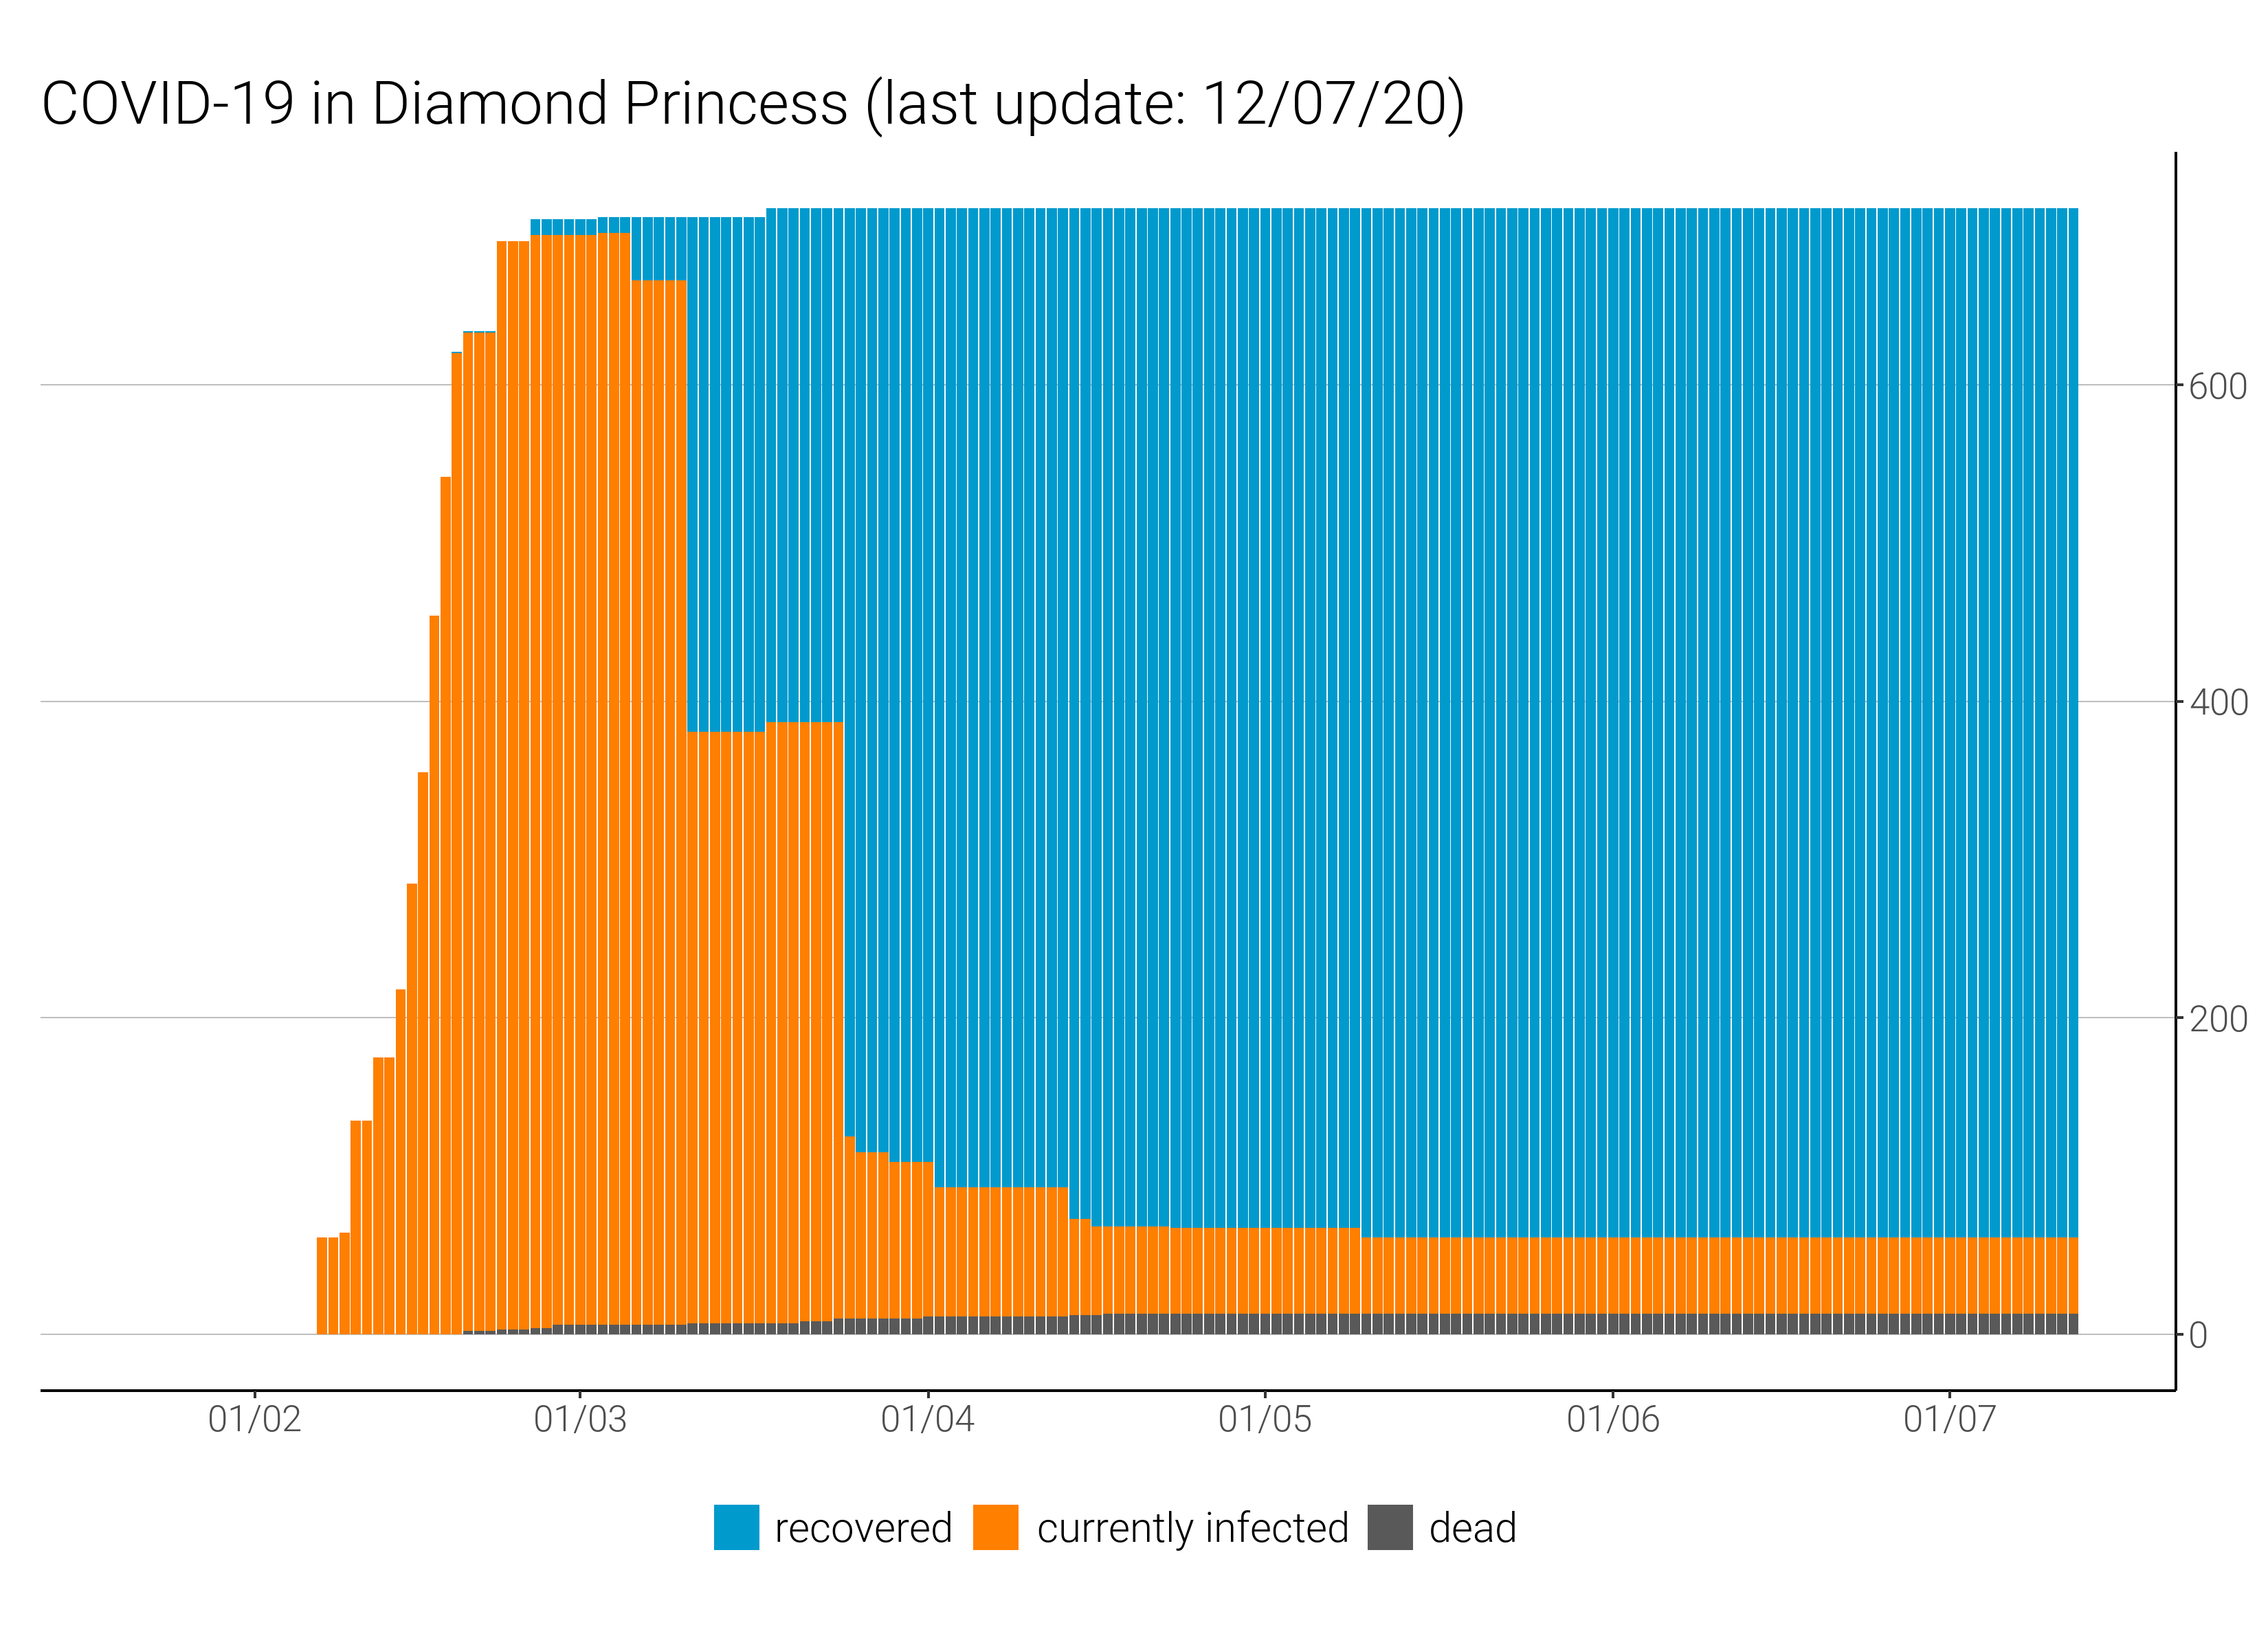 COVID-19 in Diamond Princess (last update: 12/07/20)
600
400
200
0
01/02 01/03 01/04 01/05 01/06 01/07
recovered currently infected dead